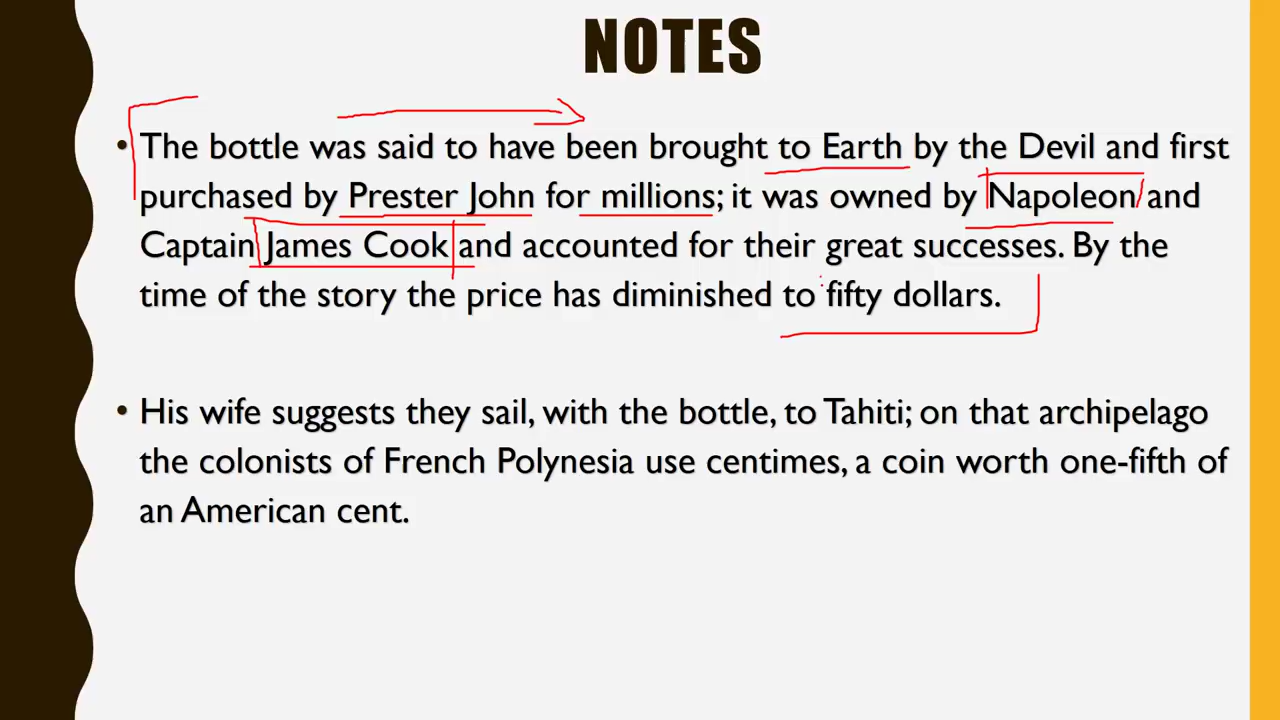 NOTES
• The bottle was said to have been brought to Earth by the Devil and first
purchased by Prester John for millions; it was owned by Napoleon and
Captain James Cook and accounted for their great successes. By the
time of the story the price has diminished to fifty dollars.
• His wife suggests they sail, with the bottle, to Tahiti; on that archipelago
the colonists of French Polynesia use centimes, a coin worth one-fifth of
an American cent.